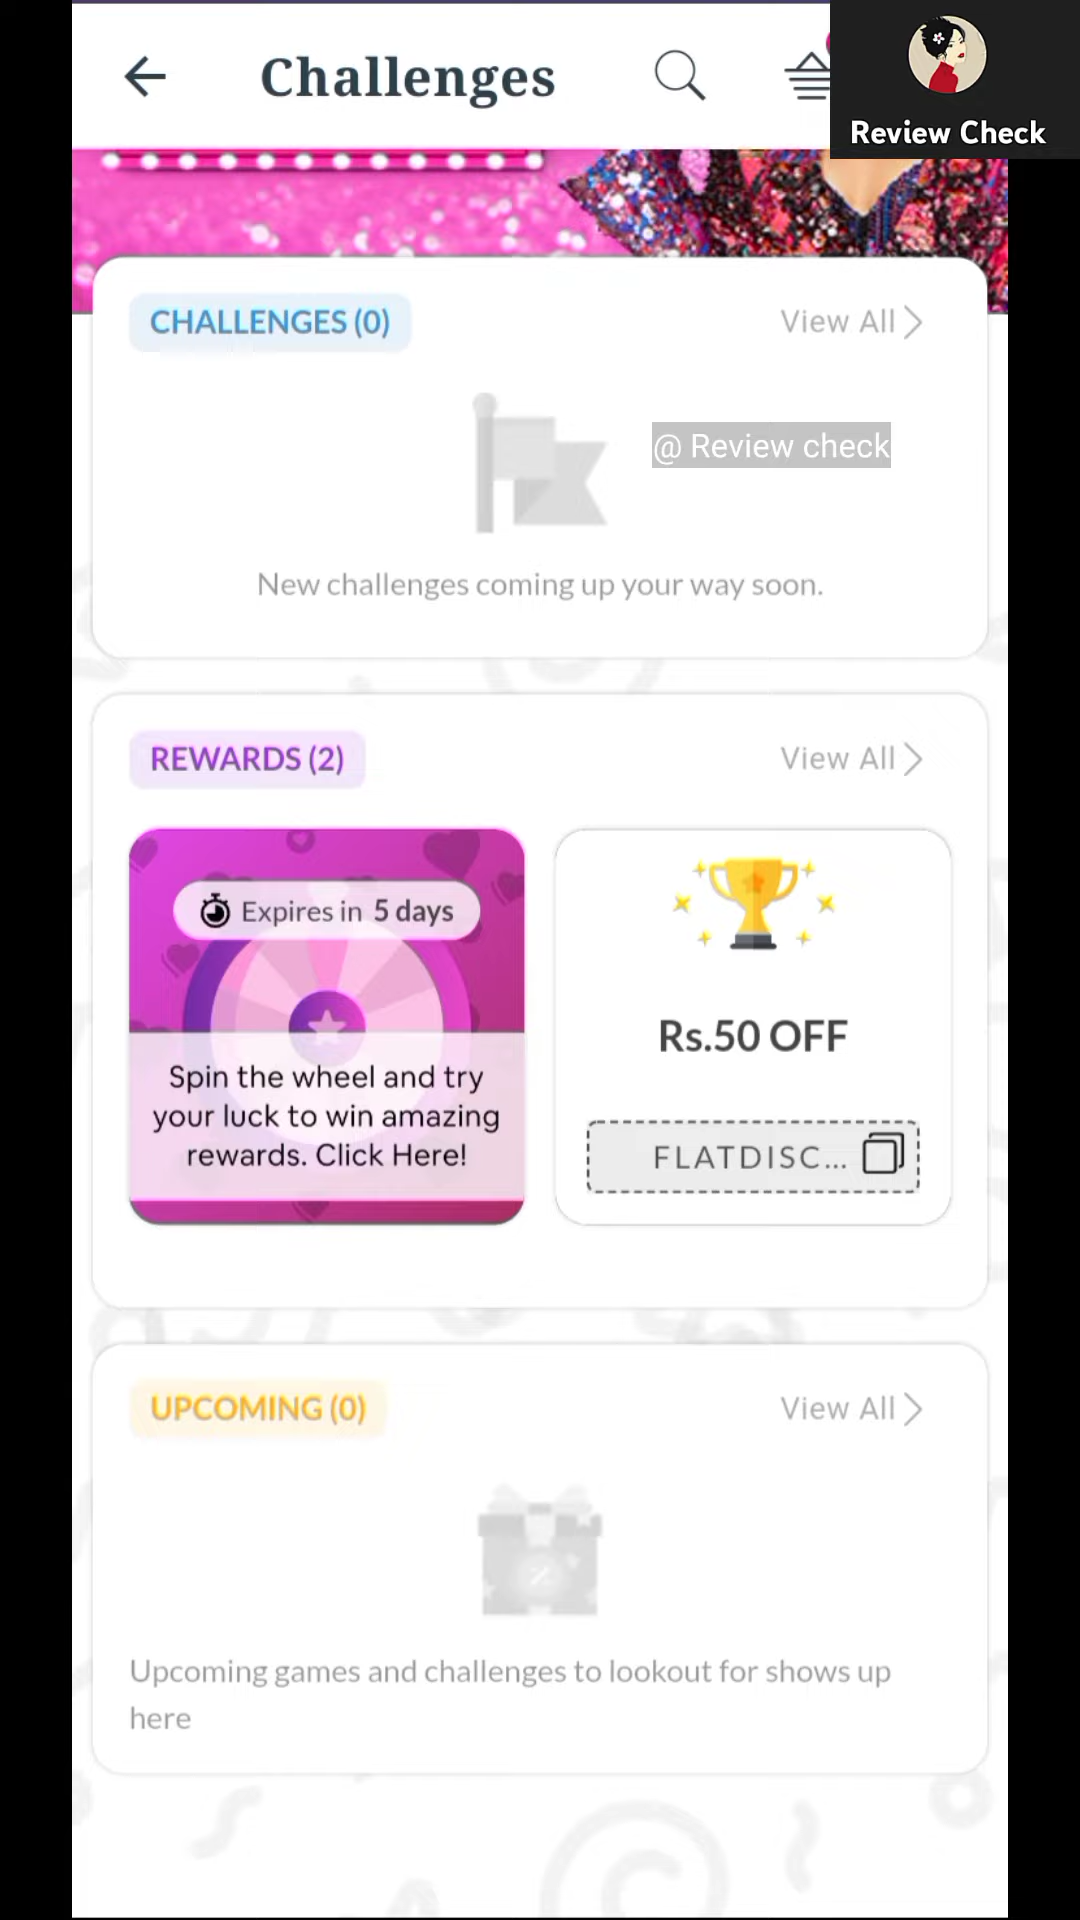 Challenges
Review Check
CHALLENGES (0)
View All
@ Review check
New challenges coming up your way soon.
REWARDS (2)
View All
Expires in 5 days
Spin the wheel and try
your luck to win amazing
rewards. Click Here!
Rs.50 OFF
FLATDISC...
UPCOMING (0)
View All
Upcoming games and challenges to lookout for shows up
here